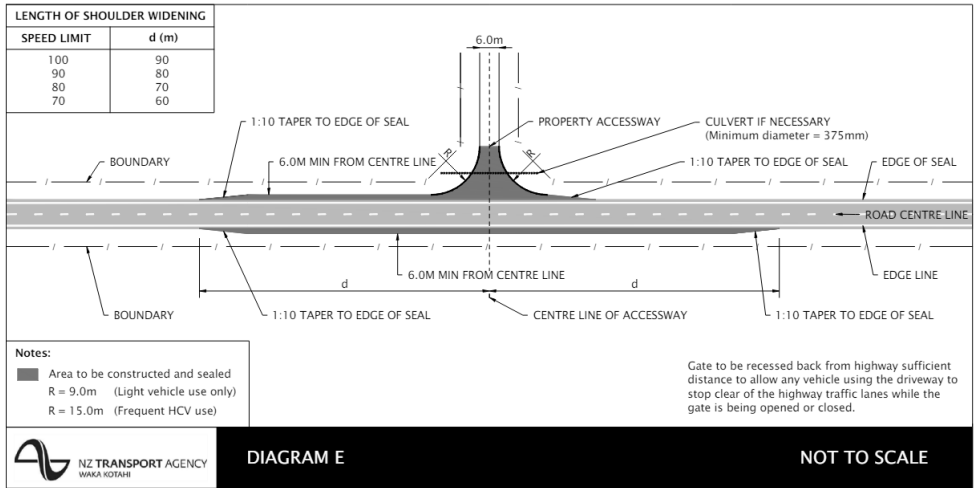 LENGTH OF SHOULDER WIDENING
SPEED LIMIT d (m)
100 90
90 80
80 70
70 60
6.0m
1:10 TAPER TO EDGE OF SEAL
PROPERTY ACCESSWAY
CULVERT IF NECESSARY
(Minimum diameter = 375mm)
BOUNDARY
6.0M MIN FROM CENTRE LINE
R
R
1:10 TAPER TO EDGE OF SEAL
EDGE OF SEAL
ROAD CENTRE LINE
6.0M MIN FROM CENTRE LINE
EDGE LINE
d
d
BOUNDARY
1:10 TAPER TO EDGE OF SEAL
CENTRE LINE OF ACCESSWAY
1:10 TAPER TO EDGE OF SEAL
Notes:
Area to be constructed and sealed
R = 9.0m (Light vehicle use only)
R = 15.0m (Frequent HCV use)
Gate to be recessed back from highway sufficient
distance to allow any vehicle using the driveway to
stop clear of the highway traffic lanes while the
gate is being opened or closed.
NZ TRANSPORT AGENCY
WAKA KOTAHI
DIAGRAM E
NOT TO SCALE